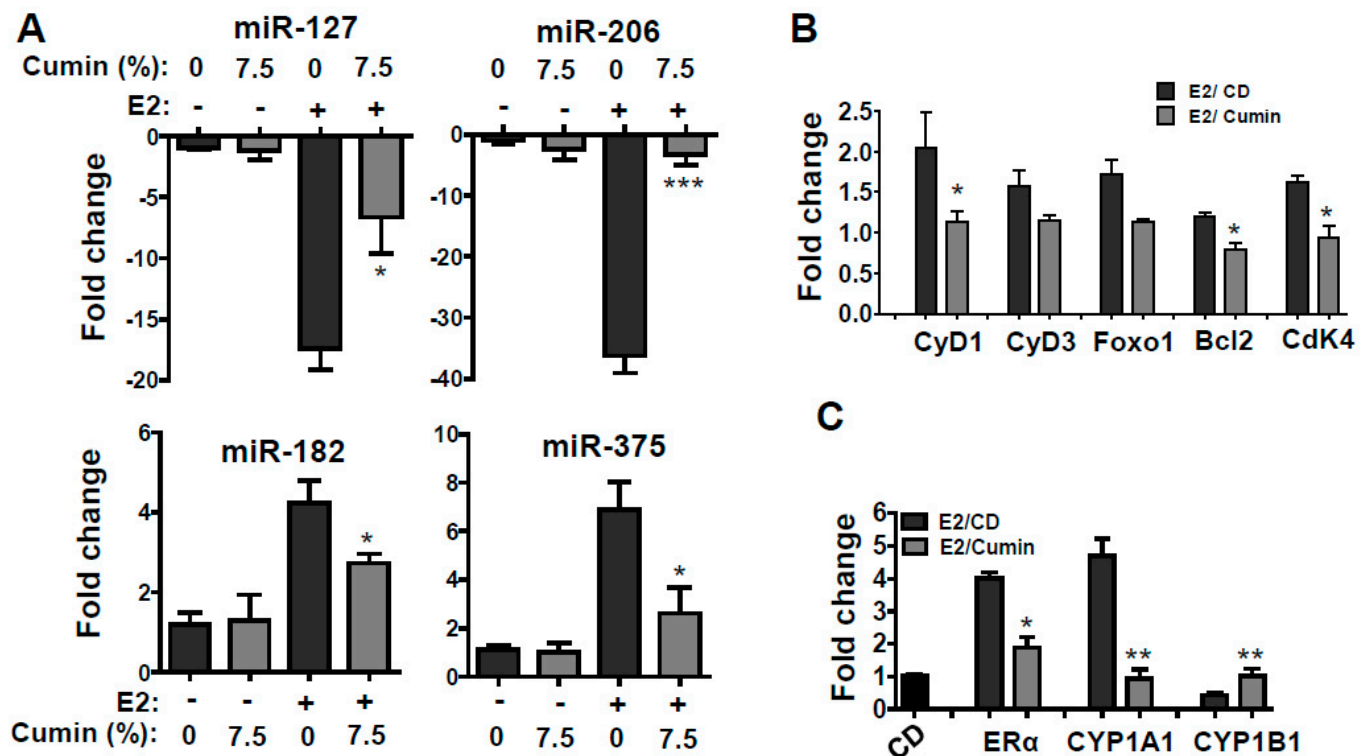 A
miR-127
miR-206
Cumin (%): 0 7.5 0 7.5
0 7.5 0 7.5
E2: - - + +
- - + +
Fold change
0
-5
-10
-15
-20
*
0
-10
-20
-30
-40
***
miR-182
miR-375
Fold change
6
4
2
0
*
10
8
6
4
2
0
*
E2: - - + +
- - + +
Cumin (%): 0 7.5 0 7.5
0 7.5 0 7.5
B
E2/ CD
E2/ Cumin
Fold change
2.5
2.0
1.5
1.0
0.5
0.0
* * *
CyD1 CyD3 Foxo1 Bcl2 CdK4
C
E2/CD
E2/Cumin
Fold change
6
5
4
3
2
1
0
* ** **
CD ERα CYP1A1 CYP1B1